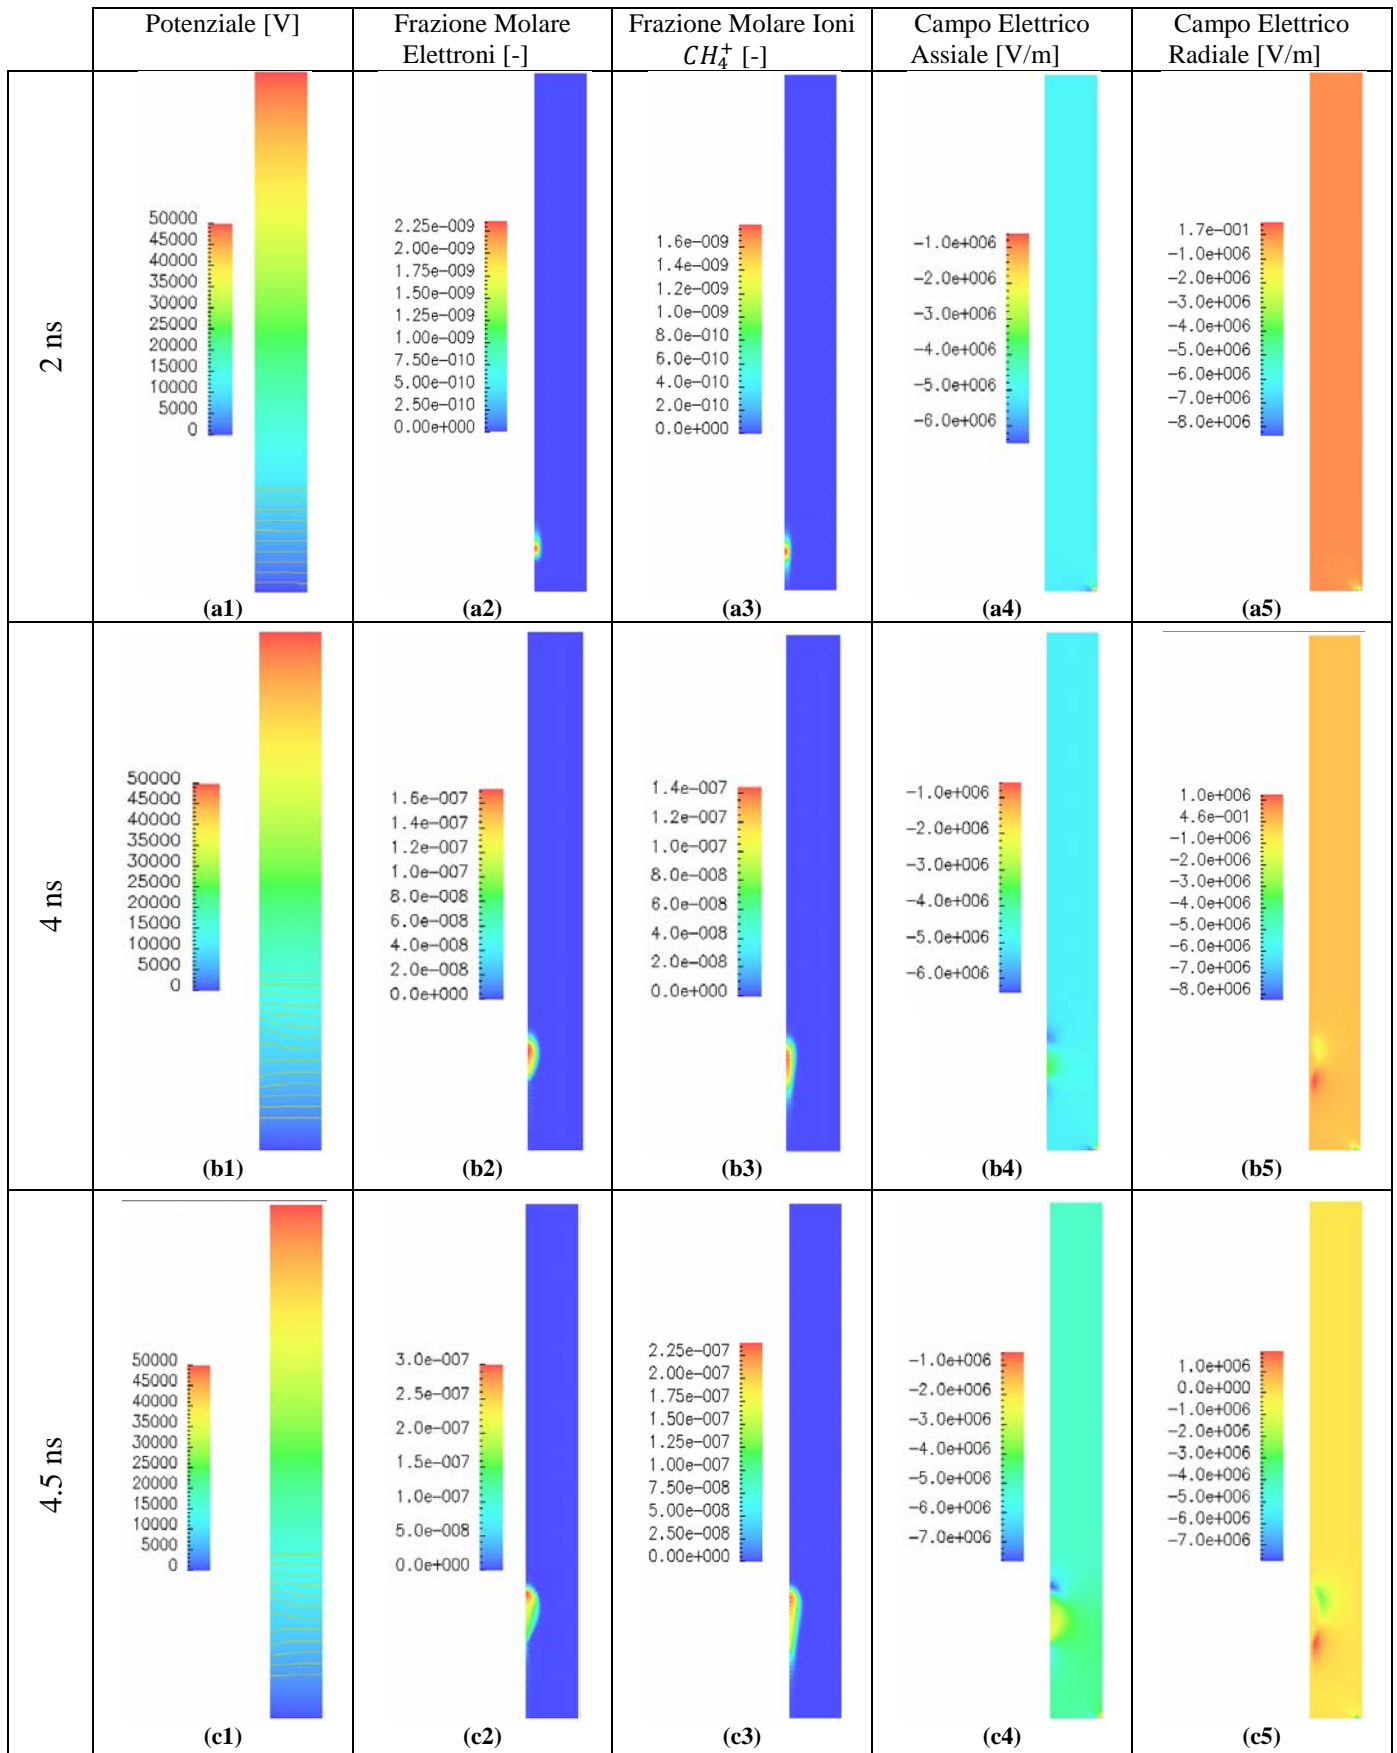 Potenziale [V]
Frazione Molare
Elettroni [-]
Frazione Molare Ioni
CH₄⁺ [-]
Campo Elettrico
Assiale [V/m]
Campo Elettrico
Radiale [V/m]
2 ns
50000
45000
40000
35000
30000
25000
20000
15000
10000
5000
0
(a1)
2.25e-009
2.00e-009
1.75e-009
1.50e-009
1.25e-009
1.00e-009
7.50e-010
5.00e-010
2.50e-010
0.00e+000
(a2)
1.6e-009
1.4e-009
1.2e-009
1.0e-009
8.0e-010
6.0e-010
4.0e-010
2.0e-010
0.0e+000
(a3)
-1.0e+006
-2.0e+006
-3.0e+006
-4.0e+006
-5.0e+006
-6.0e+006
(a4)
1.7e-001
-1.0e+006
-2.0e+006
-3.0e+006
-4.0e+006
-5.0e+006
-6.0e+006
-7.0e+006
-8.0e+006
(a5)
4 ns
50000
45000
40000
35000
30000
25000
20000
15000
10000
5000
0
(b1)
1.6e-007
1.4e-007
1.2e-007
1.0e-007
8.0e-008
6.0e-008
4.0e-008
2.0e-008
0.0e+000
(b2)
1.4e-007
1.2e-007
1.0e-007
8.0e-008
6.0e-008
4.0e-008
2.0e-008
0.0e+000
(b3)
-1.0e+006
-2.0e+006
-3.0e+006
-4.0e+006
-5.0e+006
-6.0e+006
(b4)
1.0e+006
4.6e-001
-1.0e+006
-2.0e+006
-3.0e+006
-4.0e+006
-5.0e+006
-6.0e+006
-7.0e+006
-8.0e+006
(b5)
4.5 ns
50000
45000
40000
35000
30000
25000
20000
15000
10000
5000
0
(c1)
3.0e-007
2.5e-007
2.0e-007
1.5e-007
1.0e-007
5.0e-008
0.0e+000
(c2)
2.25e-007
2.00e-007
1.75e-007
1.50e-007
1.25e-007
1.00e-007
7.50e-008
5.00e-008
2.50e-008
0.00e+000
(c3)
-1.0e+006
-2.0e+006
-3.0e+006
-4.0e+006
-5.0e+006
-6.0e+006
-7.0e+006
(c4)
1.0e+006
0.0e+000
-1.0e+006
-2.0e+006
-3.0e+006
-4.0e+006
-5.0e+006
-6.0e+006
-7.0e+006
(c5)